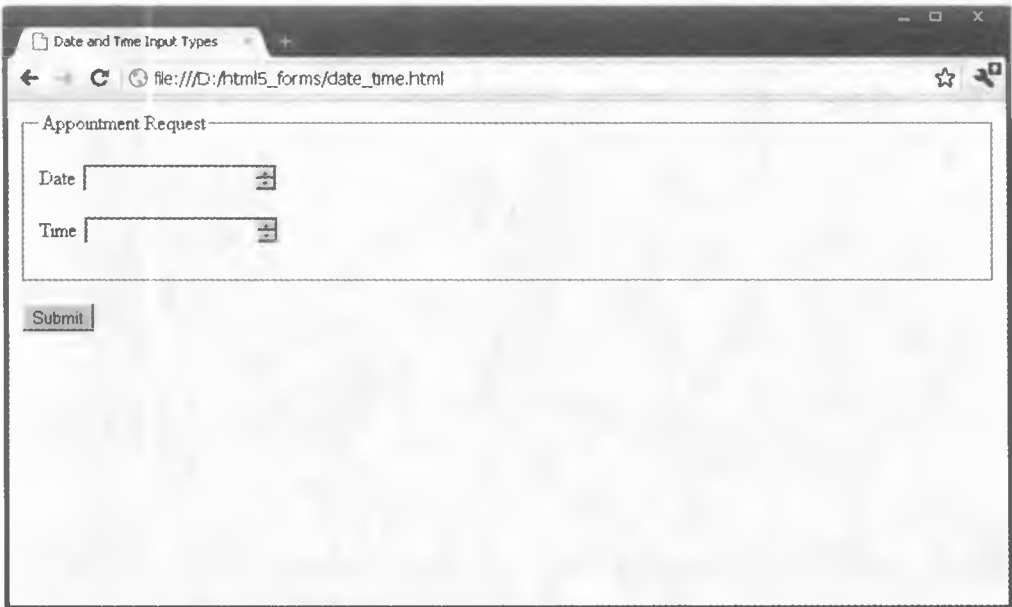 Date and Time Input Types
file:///D:/html5_forms/date_time.html
Appointment Request
Date
Time
Submit